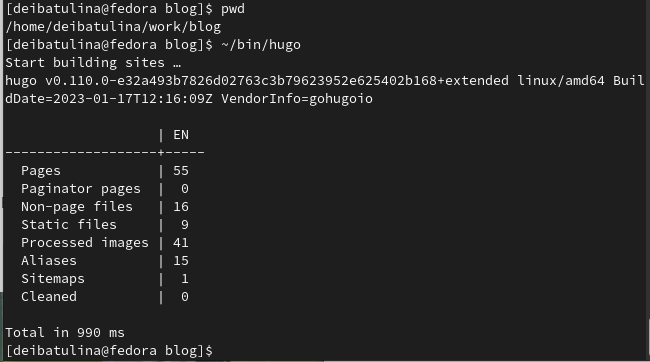 [deibatulina@fedora blog]$ pwd
/home/deibatulina/work/blog
[deibatulina@fedora blog]$ ~/bin/hugo
Start building sites …
hugo v0.110.0-e32a493b7826d02763c3b79623952e625402b168+extended linux/amd64 Buil
dDate=2023-01-17T12:16:09Z VendorInfo=gohugoio

                   | EN
-------------------+-----
  Pages            | 55
  Paginator pages  |  0
  Non-page files   | 16
  Static files     |  9
  Processed images | 41
  Aliases          | 15
  Sitemaps         |  1
  Cleaned          |  0

Total in 990 ms
[deibatulina@fedora blog]$